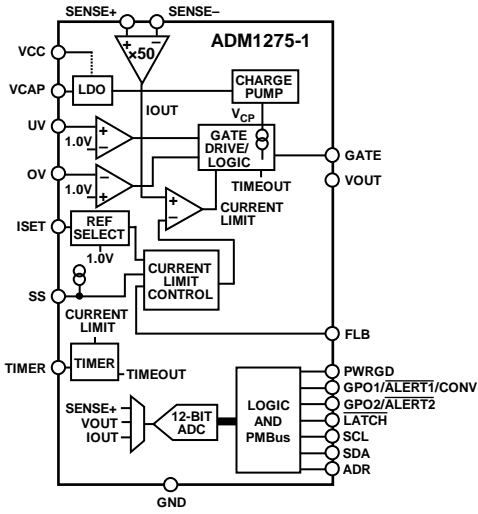 SENSE+ SENSE–
ADM1275-1
+ –
×50
VCC
VCAP
LDO
CHARGE
PUMP
IOUT
VCP
UV
+
1.0V –
GATE
DRIVE/
LOGIC
GATE
OV
–
1.0V +
TIMEOUT
VOUT
+
–
CURRENT
LIMIT
ISET
REF
SELECT
1.0V
CURRENT
LIMIT
CONTROL
SS
CURRENT
LIMIT
FLB
TIMER
TIMER
TIMEOUT
SENSE+
VOUT
IOUT
12-BIT
ADC
LOGIC
AND
PMBus
PWRGD
GPO1/ALERT1/CONV
GPO2/ALERT2
LATCH
SCL
SDA
ADR
GND